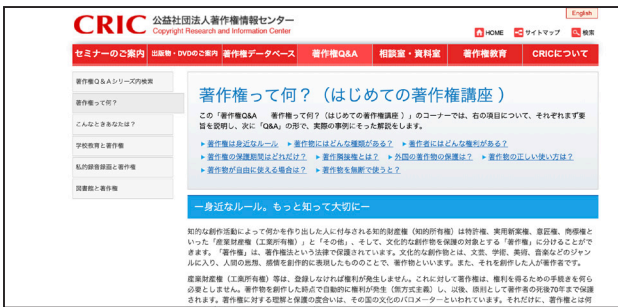 English
CRIC 公益社団法人著作権情報センター
Copyright Research and Information Center
HOME サイトマップ 検索
セミナーのご案内 出版物・DVDのご案内 著作権データベース 著作権Q&A 相談室・資料室 著作権教育 CRICについて
著作権Q&Aシリーズ内検索
著作権って何?
こんなときあなたは?
学校教育と著作権
私的録音録画と著作権
図書館と著作権
著作権って何?(はじめての著作権講座)
この「著作権Q&A 著作権って何?(はじめての著作権講座)」のコーナーでは、右の項目について、それぞれまず要
旨を説明し、次に「Q&A」の形で、実際の事例にそった解説をします。
著作権は身近なルール 著作物にはどんな種類がある? 著作者にはどんな権利がある?
著作権の保護期間はどれだけ? 著作隣接権とは? 外国の著作物の保護は? 著作物の正しい使い方は?
著作物が自由に使える場合は? 著作物を無断で使うと?
ー身近なルール。もっと知って大切にー
知的な創作活動によって何かを作り出した人に付与される知的財産権(知的所有権)は特許権、実用新案権、意匠権、商標権と
いった「産業財産権(工業所有権)」と「その他」、そして、文化的な創作物を保護の対象とする「著作権」に分けることがで
きます。「著作権」は、著作権法という法律で保護されています。文化的な創作物とは、文芸、学術、美術、音楽などのジャン
ルに入り、人間の思想、感情を創作的に表現したもののことで、著作物といいます。また、それを創作した人が著作者です。
産業財産権(工業所有権)等は、登録しなければ権利が発生しません。これに対して著作権は、権利を得るための手続きを何ら
必要としません。著作物を創作した時点で自動的に権利が発生(無方式主義)し、以後、原則として著作者の死後70年まで保護
されます。著作権に対する理解と保護の度合いは、その国の文化のバロメーターといわれています。それだけに、著作権とは何